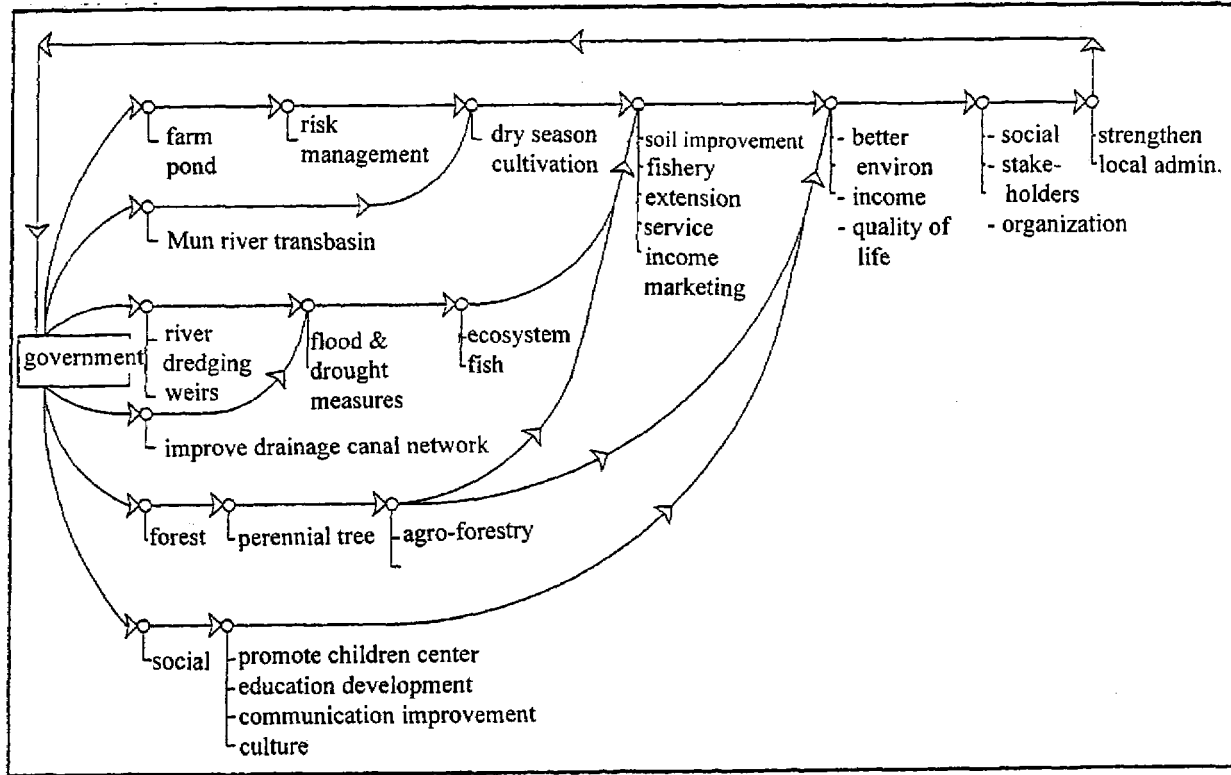 farm
pond
risk
management
dry season
cultivation
soil improvement
fishery
extension
service
income
marketing
- better
environ
- income
- quality of
life
- social
- stake-
holders
- organization
strengthen
local admin.
Mun river transbasin
government
river
dredging
weirs
flood &
drought
measures
ecosystem
fish
improve drainage canal network
forest
perennial tree
agro-forestry
social
promote children center
education development
communication improvement
culture